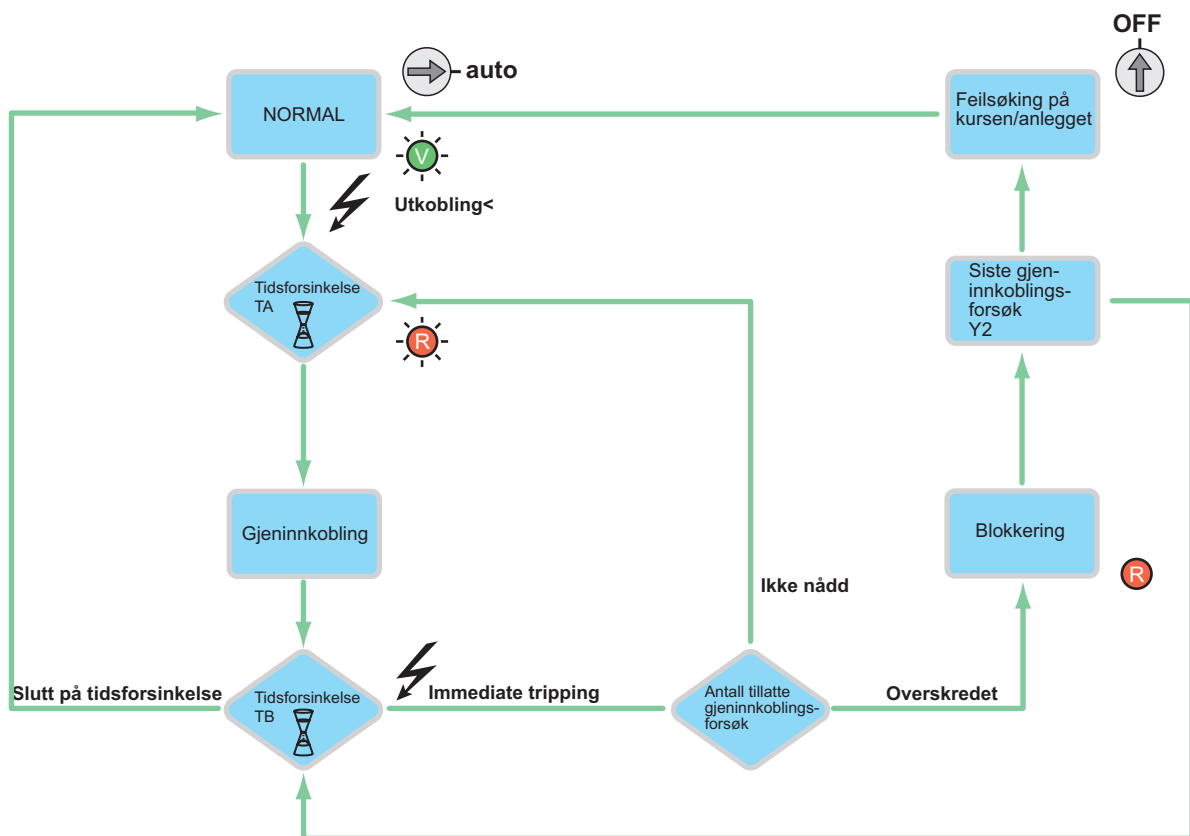 OFF
auto
NORMAL
Feilsøking på
kursen/anlegget
V
Utkobling<
Tidsforsinkelse
TA
Siste gjen-
innkoblings-
forsøk
Y2
R
Gjeninnkobling
Blokkering
R
Ikke nådd
Slutt på tidsforsinkelse
Tidsforsinkelse
TB
Immediate tripping
Antall tillatte
gjeninnkoblings-
forsøk
Overskredet